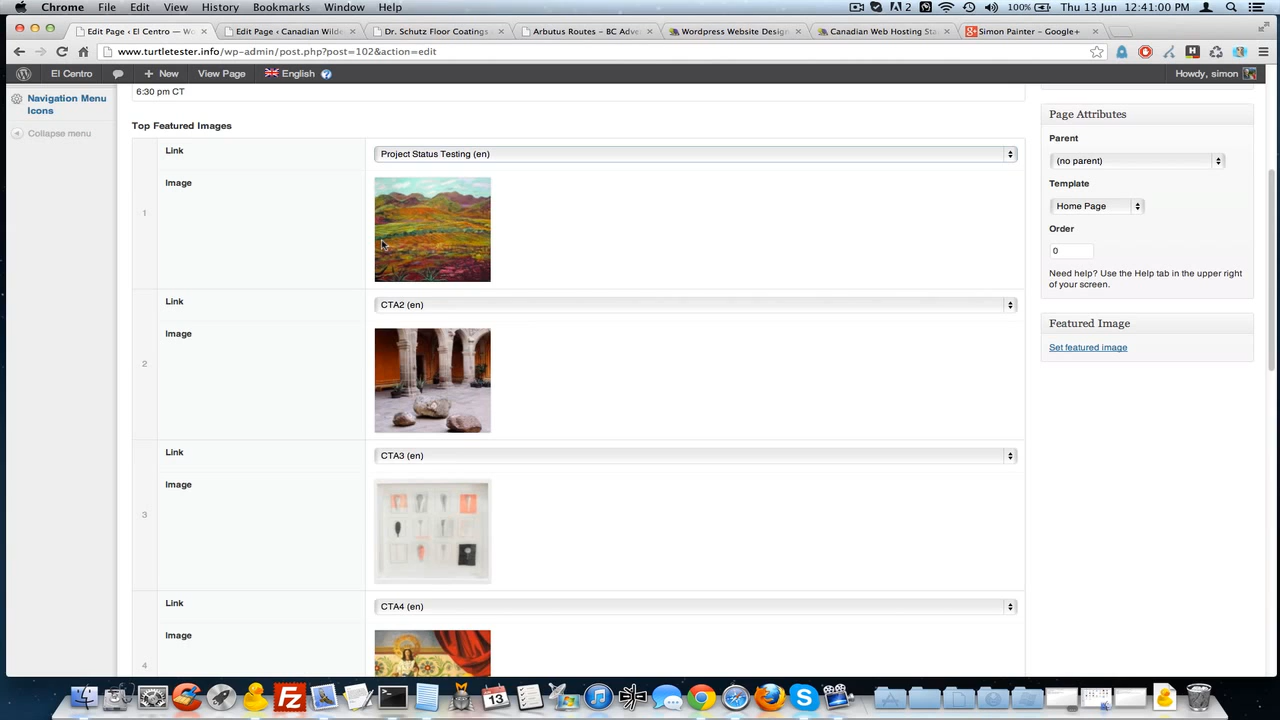 Chrome File Edit View History Bookmarks Window Help 2 100% Thu 13 Jun 12:41:00 PM
Edit Page ‹ El Centro — Wo × Edit Page ‹ Canadian Wilde × Dr. Schutz Floor Coatings × Arbutus Routes – BC Adve × Wordpress Website Design × Canadian Web Hosting Sta × Simon Painter – Google+ ×
www.turtletester.info/wp-admin/post.php?post=102&action=edit
El Centro + New View Page English ? Howdy, simon
Navigation Menu
Icons
Collapse menu
6:30 pm CT
Top Featured Images
1
Link
Project Status Testing (en)
Image
2
Link
CTA2 (en)
Image
3
Link
CTA3 (en)
Image
4
Link
CTA4 (en)
Image
Page Attributes
Parent
(no parent)
Template
Home Page
Order
0
Need help? Use the Help tab in the upper right
of your screen.
Featured Image
Set featured image
13